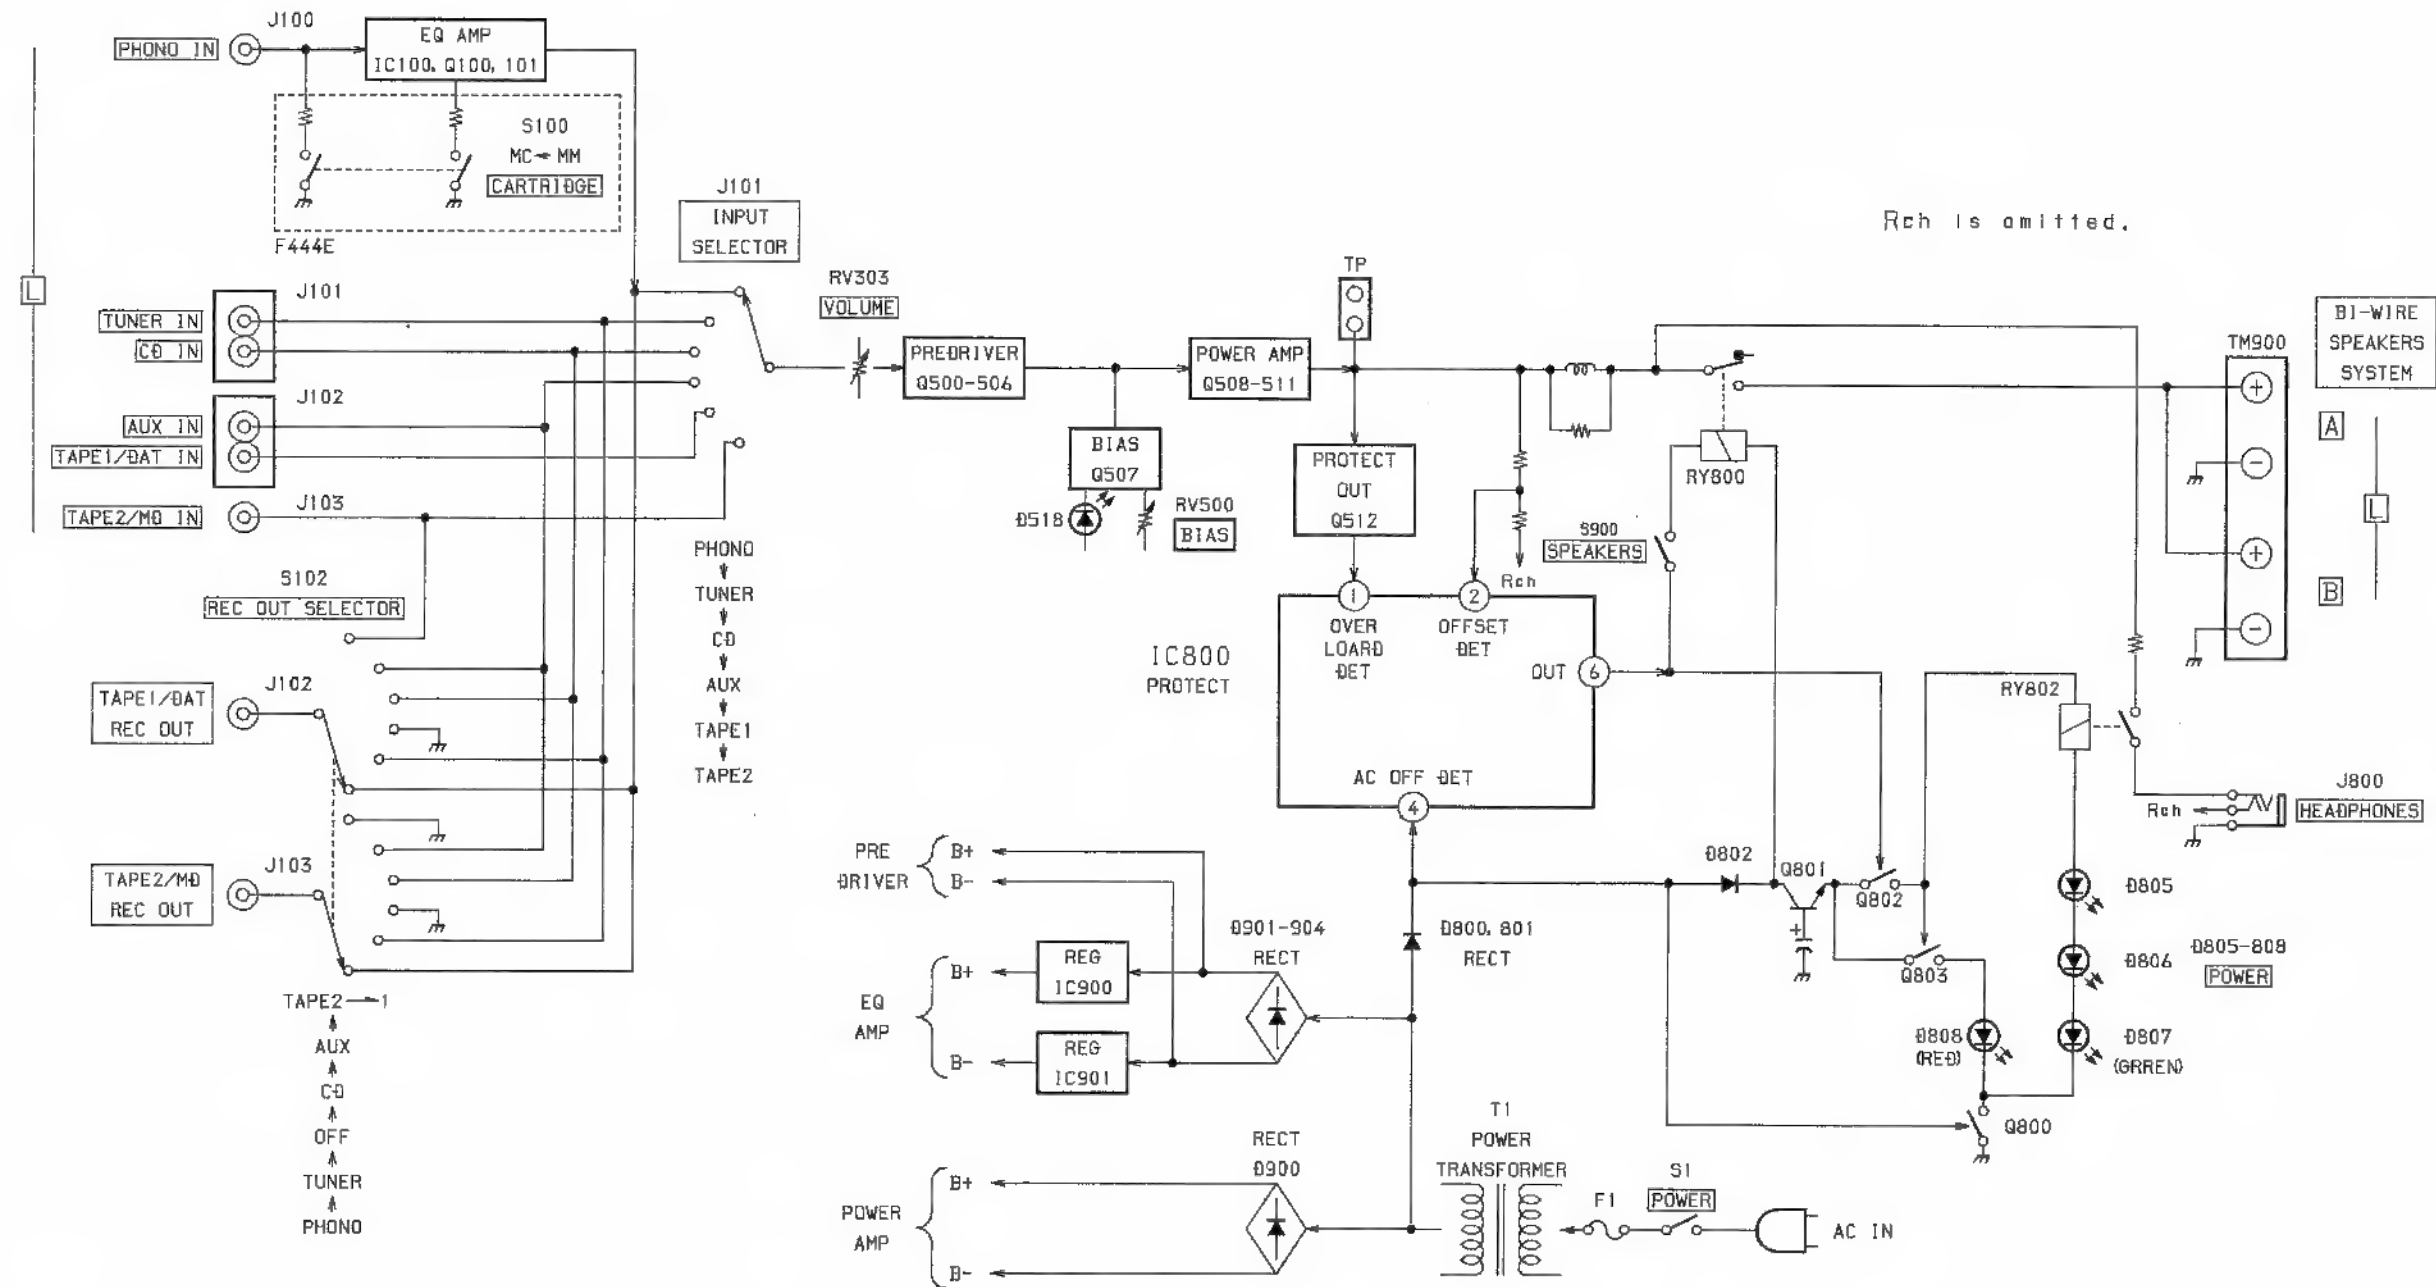 J100
PHONO IN
EQ AMP
IC100, Q100, 101
S100
MC ← MM
CARTRIDGE
F444E
J101
INPUT
SELECTOR
Rch is omitted.
L
J101
TUNER IN
CD IN
J102
AUX IN
TAPE1/DAT IN
J103
TAPE2/MD IN
RV303
VOLUME
PREDRIVER
Q500-506
BIAS
Q507
D518
RV500
BIAS
POWER AMP
Q508-511
TP
PROTECT
OUT
Q512
Rch
RY800
S900
SPEAKERS
BI-WIRE
SPEAKERS
SYSTEM
TM900
+
-
+
-
A
L
B
S102
REC OUT SELECTOR
PHONO
↓
TUNER
↓
CD
↓
AUX
↓
TAPE1
↓
TAPE2
IC800
PROTECT
1
2
OVER
LOARD
DET
OFFSET
DET
OUT
6
AC OFF DET
4
TAPE1/DAT
REC OUT
J102
TAPE2/MD
REC OUT
J103
TAPE2→1
↑
AUX
↑
CD
↑
OFF
↑
TUNER
↑
PHONO
RY802
J800
HEADPHONES
Rch
PRE
DRIVER
B+
B-
EQ
AMP
B+
B-
REG
IC900
REG
IC901
D901-904
RECT
D800, 801
RECT
D802
Q801
+
Q802
Q803
D805
D806
D805-808
POWER
D808
(RED)
D807
(GRREN)
Q800
POWER
AMP
B+
B-
RECT
D900
T1
POWER
TRANSFORMER
F1
S1
POWER
AC IN